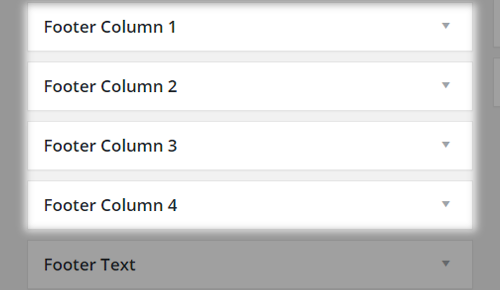 Footer Column 1
Footer Column 2
Footer Column 3
Footer Column 4
Footer Text